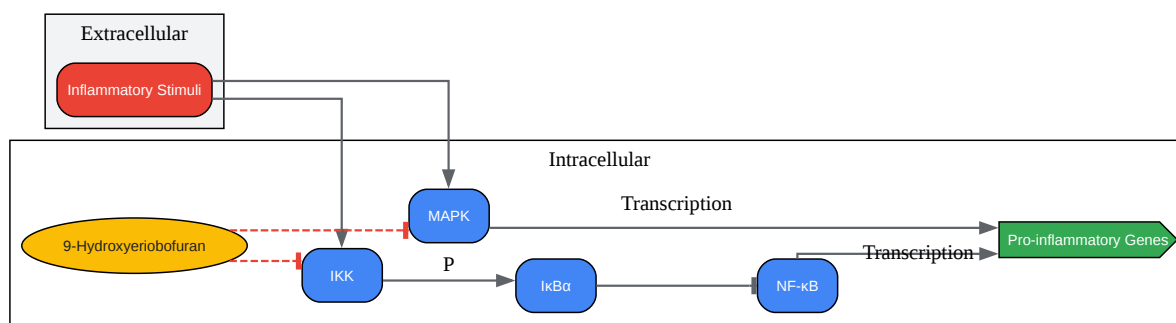 Extracellular
Inflammatory Stimuli
Intracellular
MAPK
Transcription
9-Hydroxyeriobofuran
Pro-inflammatory Genes
Transcription
P
IKK
IκBα
NF-κB